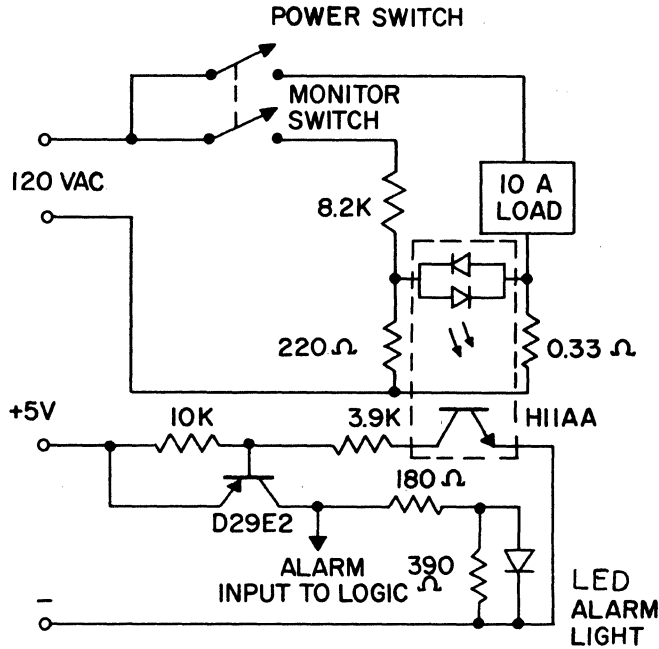 POWER SWITCH
MONITOR
SWITCH
120 VAC
10 A
LOAD
8.2K
220 Ω
0.33 Ω
+5V
10K
3.9K
H11AA
180 Ω
D29E2
ALARM
INPUT TO LOGIC
390
Ω
LED
ALARM
LIGHT
−